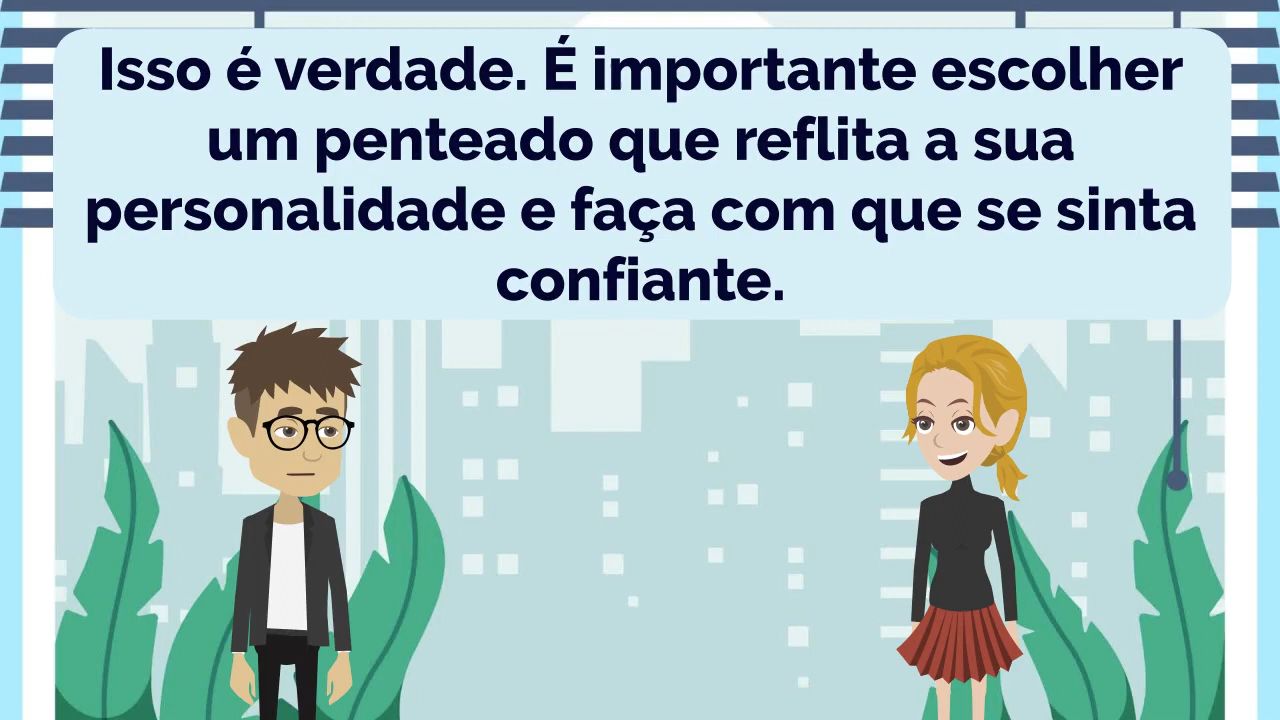 Isso é verdade. É importante escolher
um penteado que reflita a sua
personalidade e faça com que se sinta
confiante.